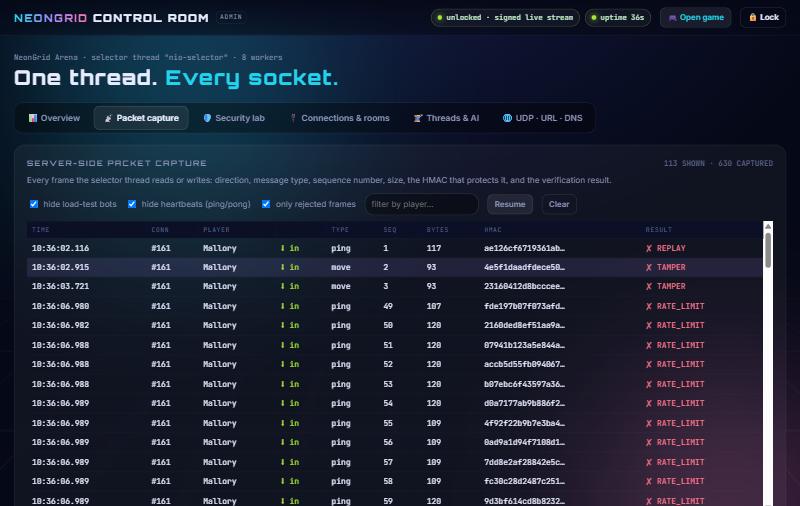 NEONGRID CONTROL ROOM ADMIN
unlocked · signed live stream
uptime 36s
Open game
Lock
NeonGrid Arena · selector thread "nio-selector" · 8 workers
One thread. Every socket.
Overview
Packet capture
Security lab
Connections & rooms
Threads & AI
UDP · URL · DNS
SERVER-SIDE PACKET CAPTURE
113 SHOWN · 630 CAPTURED
Every frame the selector thread reads or writes: direction, message type, sequence number, size, the HMAC that protects it, and the verification result.
hide load-test bots
hide heartbeats (ping/pong)
only rejected frames
filter by player...
Resume
Clear
TIME CONN PLAYER TYPE SEQ BYTES HMAC RESULT
10:36:02.116 #161 Mallory ⬇ in ping 1 117 ae126cf6719361ab… ✗ REPLAY
10:36:02.915 #161 Mallory ⬇ in move 2 93 4e5f1daadfdece50… ✗ TAMPER
10:36:03.721 #161 Mallory ⬇ in move 3 93 23160412d8bcccee… ✗ TAMPER
10:36:06.980 #161 Mallory ⬇ in ping 49 107 fde197b07f073afd… ✗ RATE_LIMIT
10:36:06.982 #161 Mallory ⬇ in ping 50 120 2160ded8ef51aa9a… ✗ RATE_LIMIT
10:36:06.988 #161 Mallory ⬇ in ping 51 120 07941b123a5e844a… ✗ RATE_LIMIT
10:36:06.988 #161 Mallory ⬇ in ping 52 120 accb5d55fb094067… ✗ RATE_LIMIT
10:36:06.988 #161 Mallory ⬇ in ping 53 120 b07ebc6f43597a36… ✗ RATE_LIMIT
10:36:06.989 #161 Mallory ⬇ in ping 54 120 d0a7177ab9b886f2… ✗ RATE_LIMIT
10:36:06.989 #161 Mallory ⬇ in ping 55 109 4f92f22b9b7e3ba4… ✗ RATE_LIMIT
10:36:06.989 #161 Mallory ⬇ in ping 56 109 0ad9a1d94f7108d1… ✗ RATE_LIMIT
10:36:06.989 #161 Mallory ⬇ in ping 57 109 7dd8e2af28842e5c… ✗ RATE_LIMIT
10:36:06.989 #161 Mallory ⬇ in ping 58 109 fc30c28d2487c251… ✗ RATE_LIMIT
10:36:06.989 #161 Mallory ⬇ in ping 59 120 9d3bf614cd8b8232… ✗ RATE_LIMIT